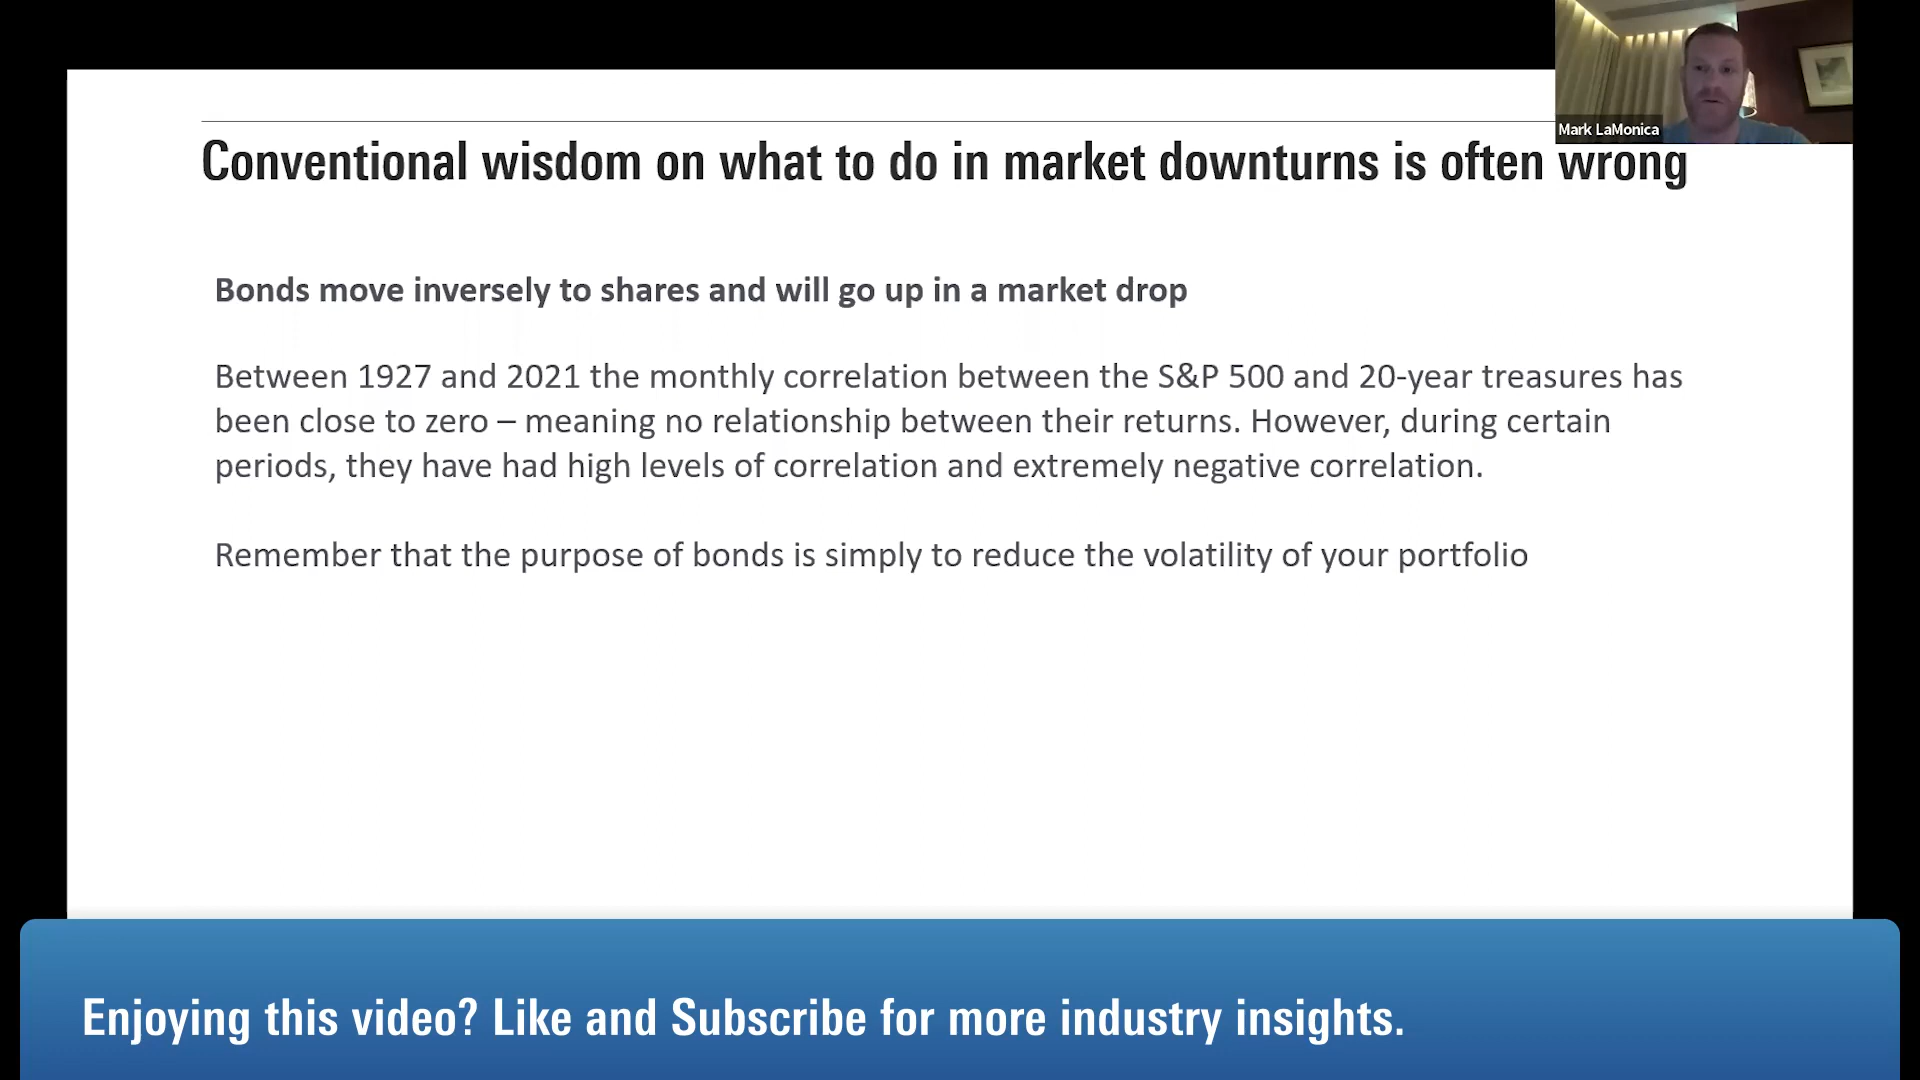 Mark LaMonica
Conventional wisdom on what to do in market downturns is often wrong
Bonds move inversely to shares and will go up in a market drop
Between 1927 and 2021 the monthly correlation between the S&P 500 and 20-year treasures has
been close to zero – meaning no relationship between their returns. However, during certain
periods, they have had high levels of correlation and extremely negative correlation.
Remember that the purpose of bonds is simply to reduce the volatility of your portfolio
Enjoying this video? Like and Subscribe for more industry insights.